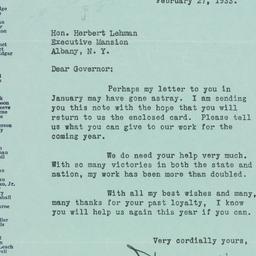 February 27, 1933.
Hon. Herbert Lehman
Executive Mansion
Albany, N. Y.
Dear Governor:
Perhaps my letter to you in
January may have gone astray. I am sending
you this note with the hope that you will
return to us the enclosed card. Please tell
us what you can give to our work for the
coming year.
We do need your help very much.
With so many victories in both the state and
nation, my work has been more than doubled.
With all my best wishes and many,
many thanks for your past loyalty, I know
you will help us again this year if you can.
Very cordially yours,